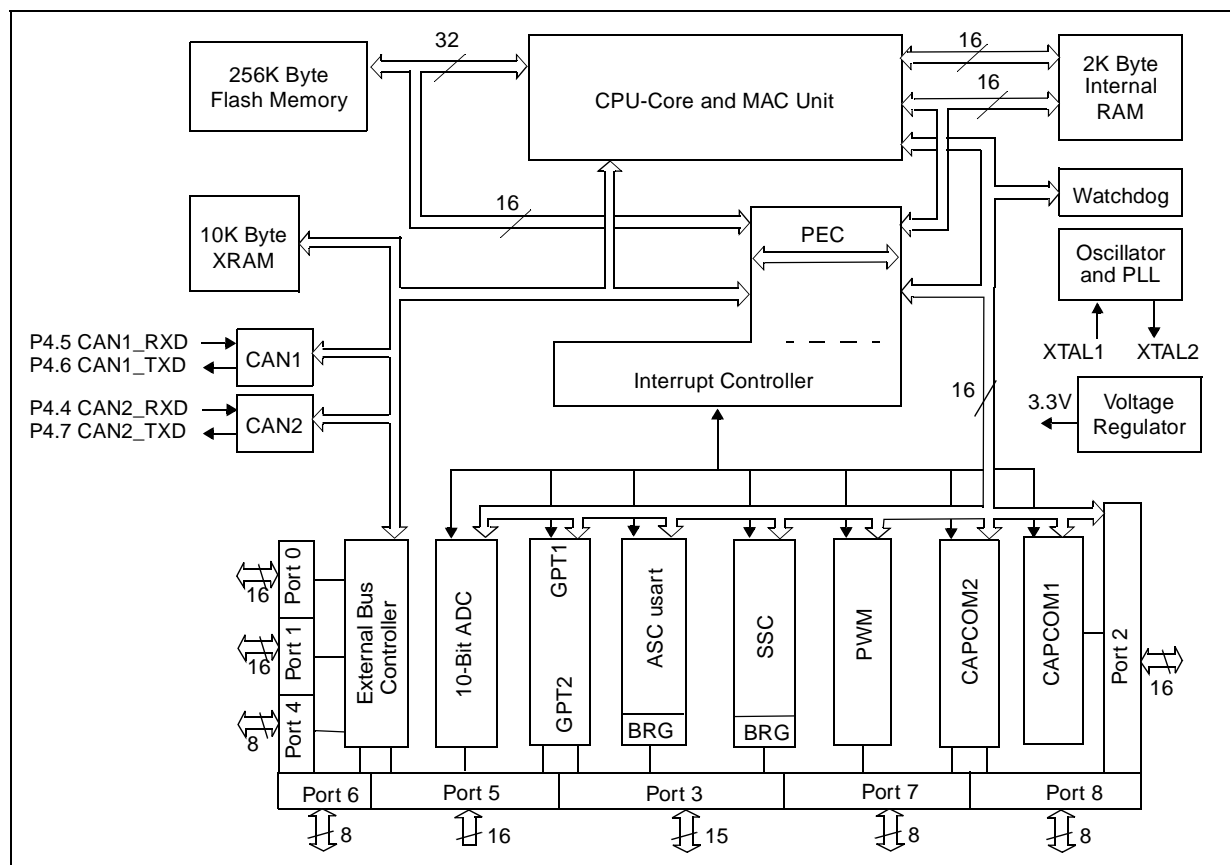 32
16
256K Byte
Flash Memory
CPU-Core and MAC Unit
2K Byte
Internal
RAM
16
16
Watchdog
10K Byte
XRAM
PEC
Oscillator
and PLL
P4.5 CAN1_RXD
P4.6 CAN1_TXD
CAN1
XTAL1
XTAL2
Interrupt Controller
16
P4.4 CAN2_RXD
P4.7 CAN2_TXD
CAN2
3.3V
Voltage
Regulator
Port 0
16
Port 1
16
Port 4
8
External Bus
Controller
10-Bit ADC
GPT1
GPT2
ASC usart
BRG
SSC
BRG
PWM
CAPCOM2
CAPCOM1
Port 2
16
Port 6
Port 5
Port 3
Port 7
Port 8
8
16
15
8
8